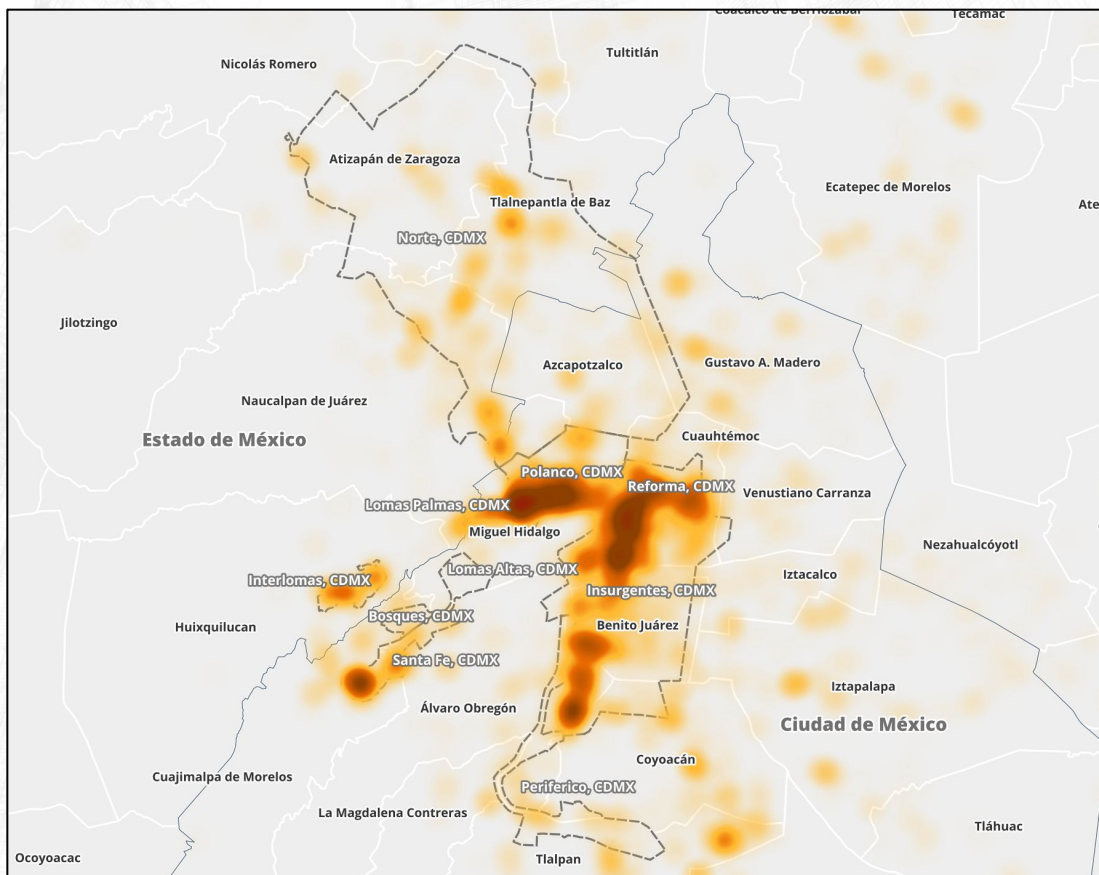 Tecamac
Tultitlán
Nicolás Romero
Atizapán de Zaragoza
Ecatepec de Morelos
Tlalnepantla de Baz
Ate
Norte, CDMX
Jilotzingo
Azcapotzalco
Gustavo A. Madero
Naucalpan de Juárez
Estado de México
Cuauhtémoc
Polanco, CDMX
Reforma, CDMX
Venustiano Carranza
Lomas Palmas, CDMX
Miguel Hidalgo
Nezahualcóyotl
Lomas Altas, CDMX
Iztacalco
Interlomas, CDMX
Insurgentes, CDMX
Bosques, CDMX
Huixquilucan
Benito Juárez
Santa Fe, CDMX
Iztapalapa
Álvaro Obregón
Ciudad de México
Coyoacán
Cuajimalpa de Morelos
Periferico, CDMX
La Magdalena Contreras
Tláhuac
Ocoyoacac
Tlalpan